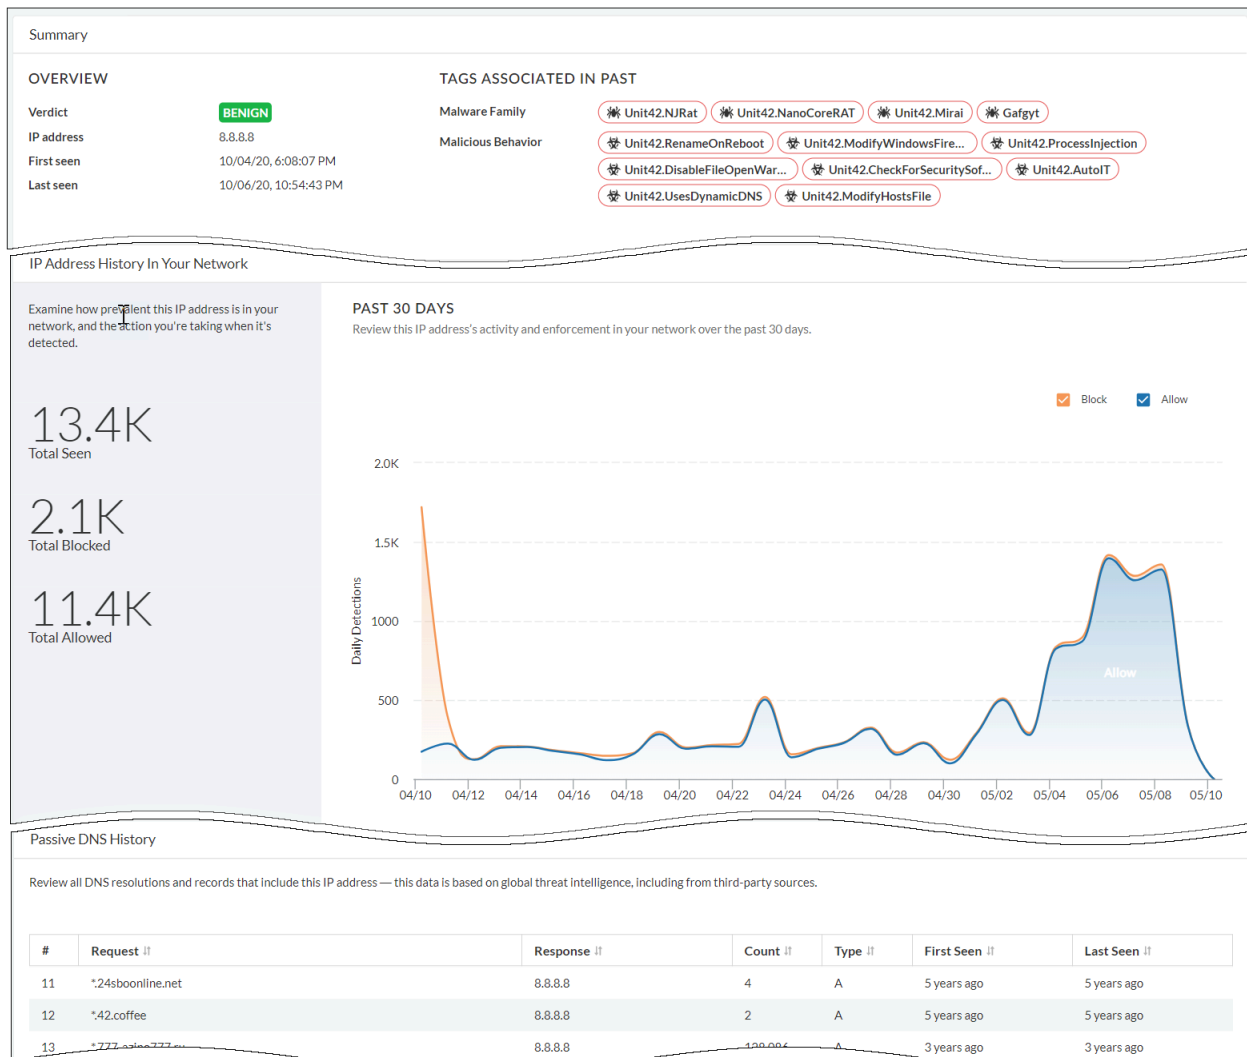 Summary
OVERVIEW
Verdict BENIGN
IP address 8.8.8.8
First seen 10/04/20, 6:08:07 PM
Last seen 10/06/20, 10:54:43 PM
TAGS ASSOCIATED IN PAST
Malware Family Unit42.NJRat Unit42.NanoCoreRAT Unit42.Mirai Gafgyt
Malicious Behavior Unit42.RenameOnReboot Unit42.ModifyWindowsFire... Unit42.ProcessInjection
Unit42.DisableFileOpenWar... Unit42.CheckForSecuritySof... Unit42.AutoIT
Unit42.UsesDynamicDNS Unit42.ModifyHostsFile
IP Address History In Your Network
Examine how prevalent this IP address is in your
network, and the action you're taking when it's
detected.
13.4K
Total Seen
2.1K
Total Blocked
11.4K
Total Allowed
PAST 30 DAYS
Review this IP address's activity and enforcement in your network over the past 30 days.
Block Allow
Daily Detections
2.0K
1.5K
1000
500
0
Allow
04/10 04/12 04/14 04/16 04/18 04/20 04/22 04/24 04/26 04/28 04/30 05/02 05/04 05/06 05/08 05/10
Passive DNS History
Review all DNS resolutions and records that include this IP address — this data is based on global threat intelligence, including from third-party sources.
# Request Response Count Type First Seen Last Seen
11 *.24sboonline.net 8.8.8.8 4 A 5 years ago 5 years ago
12 *.42.coffee 8.8.8.8 2 A 5 years ago 5 years ago
13 8.8.8.8 A 3 years ago 3 years ago